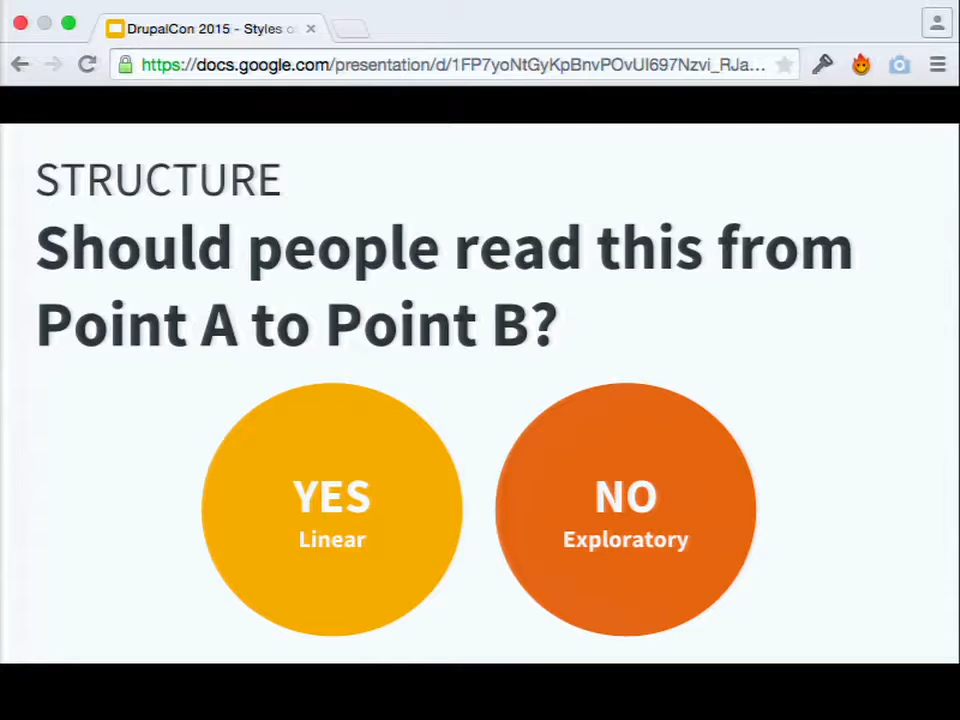 DrupalCon 2015 - Styles o
https://docs.google.com/presentation/d/1FP7yoNtGyKpBnvPOvUI697Nzvi_RJa...
STRUCTURE
Should people read this from
Point A to Point B?
YES
Linear
NO
Exploratory